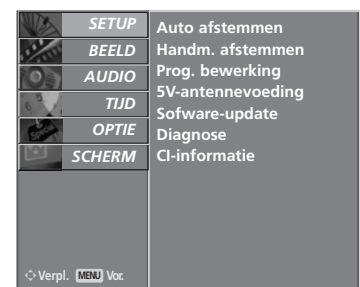 SETUP
BEELD
AUDIO
TIJD
OPTIE
SCHERM
Auto afstemmen
Handm. afstemmen
Prog. bewerking
5V-antennevoeding
Sofware-update
Diagnose
CI-informatie
Verpl. MENU Vor.